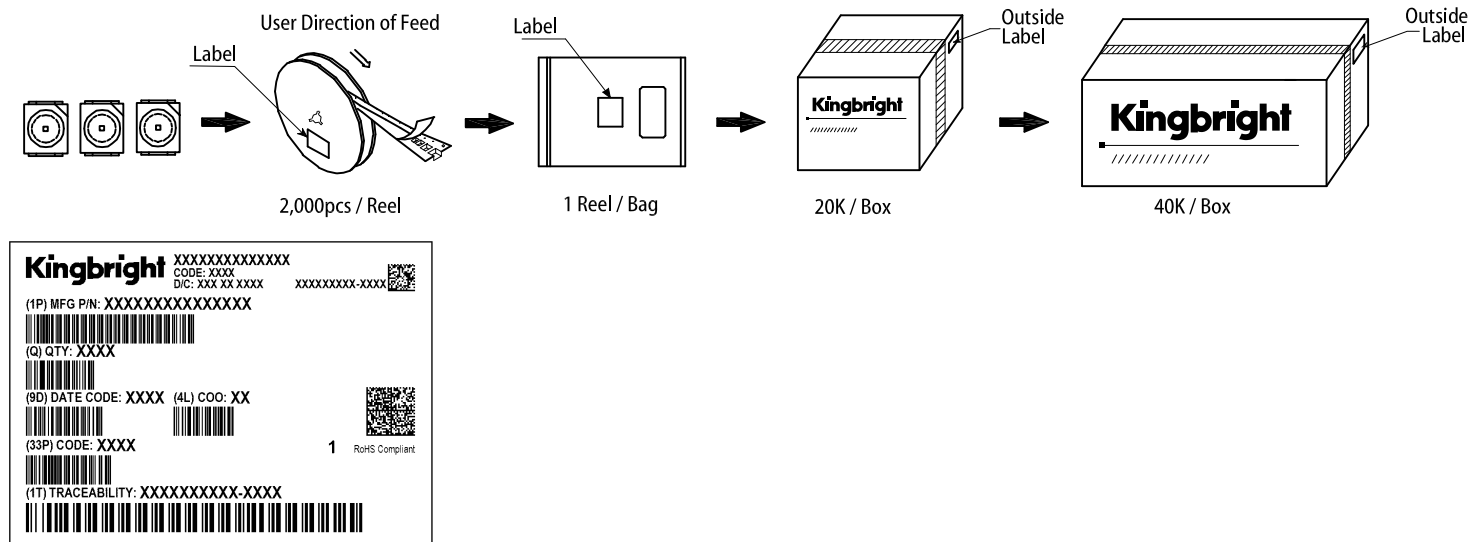 User Direction of Feed
Label
Label
Outside
Label
Outside
Label
Kingbright
Kingbright
2,000pcs / Reel
1 Reel / Bag
20K / Box
40K / Box
Kingbright
XXXXXXXXXXXXXX
CODE: XXXX
D/C: XXX XX XXXX
XXXXXXXXX-XXXX
(1P) MFG P/N: XXXXXXXXXXXXXXX
(Q) QTY: XXXX
(9D) DATE CODE: XXXX (4L) COO: XX
(33P) CODE: XXXX
1 RoHS Compliant
(1T) TRACEABILITY: XXXXXXXXXX-XXXX